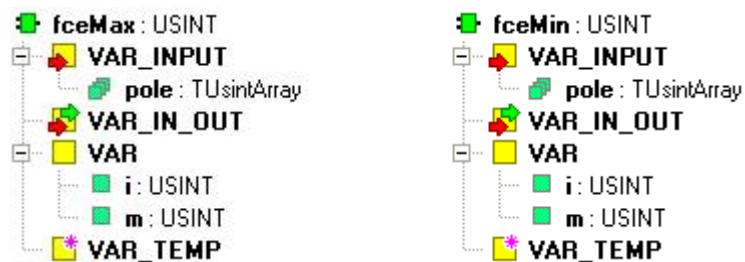 fceMax : USINT
VAR_INPUT
pole : TUsintArray
VAR_IN_OUT
VAR
i : USINT
m : USINT
VAR_TEMP
fceMin : USINT
VAR_INPUT
pole : TUsintArray
VAR_IN_OUT
VAR
i : USINT
m : USINT
VAR_TEMP